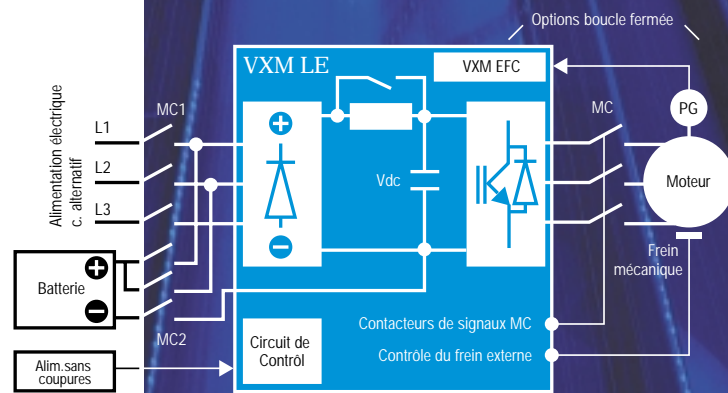 Options boucle fermée
VXM LE
VXM EFC
MC1
MC
PG
L1
L2
L3
Alimentation électrique
c. alternatif
Vdc
Moteur
Frein
mécanique
+
−
+
Batterie
−
MC2
Contacteurs de signaux MC
Circuit de
Contrôl
Contrôle du frein externe
Alim.sans
coupures